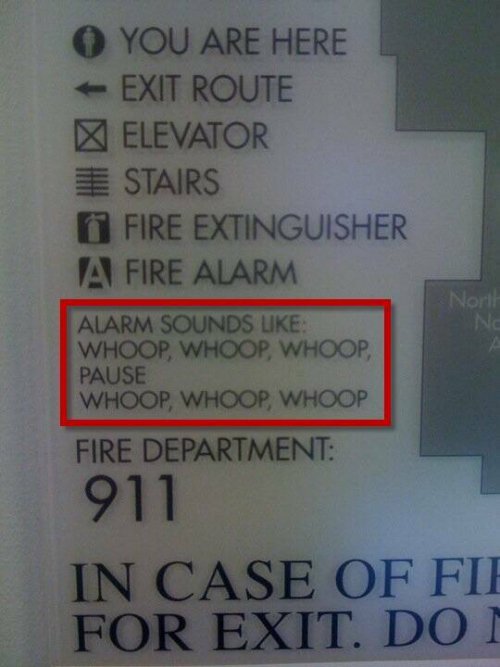 YOU ARE HERE
EXIT ROUTE
ELEVATOR
STAIRS
FIRE EXTINGUISHER
A FIRE ALARM
ALARM SOUNDS LIKE:
WHOOP, WHOOP, WHOOP,
PAUSE
WHOOP, WHOOP, WHOOP
FIRE DEPARTMENT:
911
IN CASE OF
FOR EXIT. DO
North